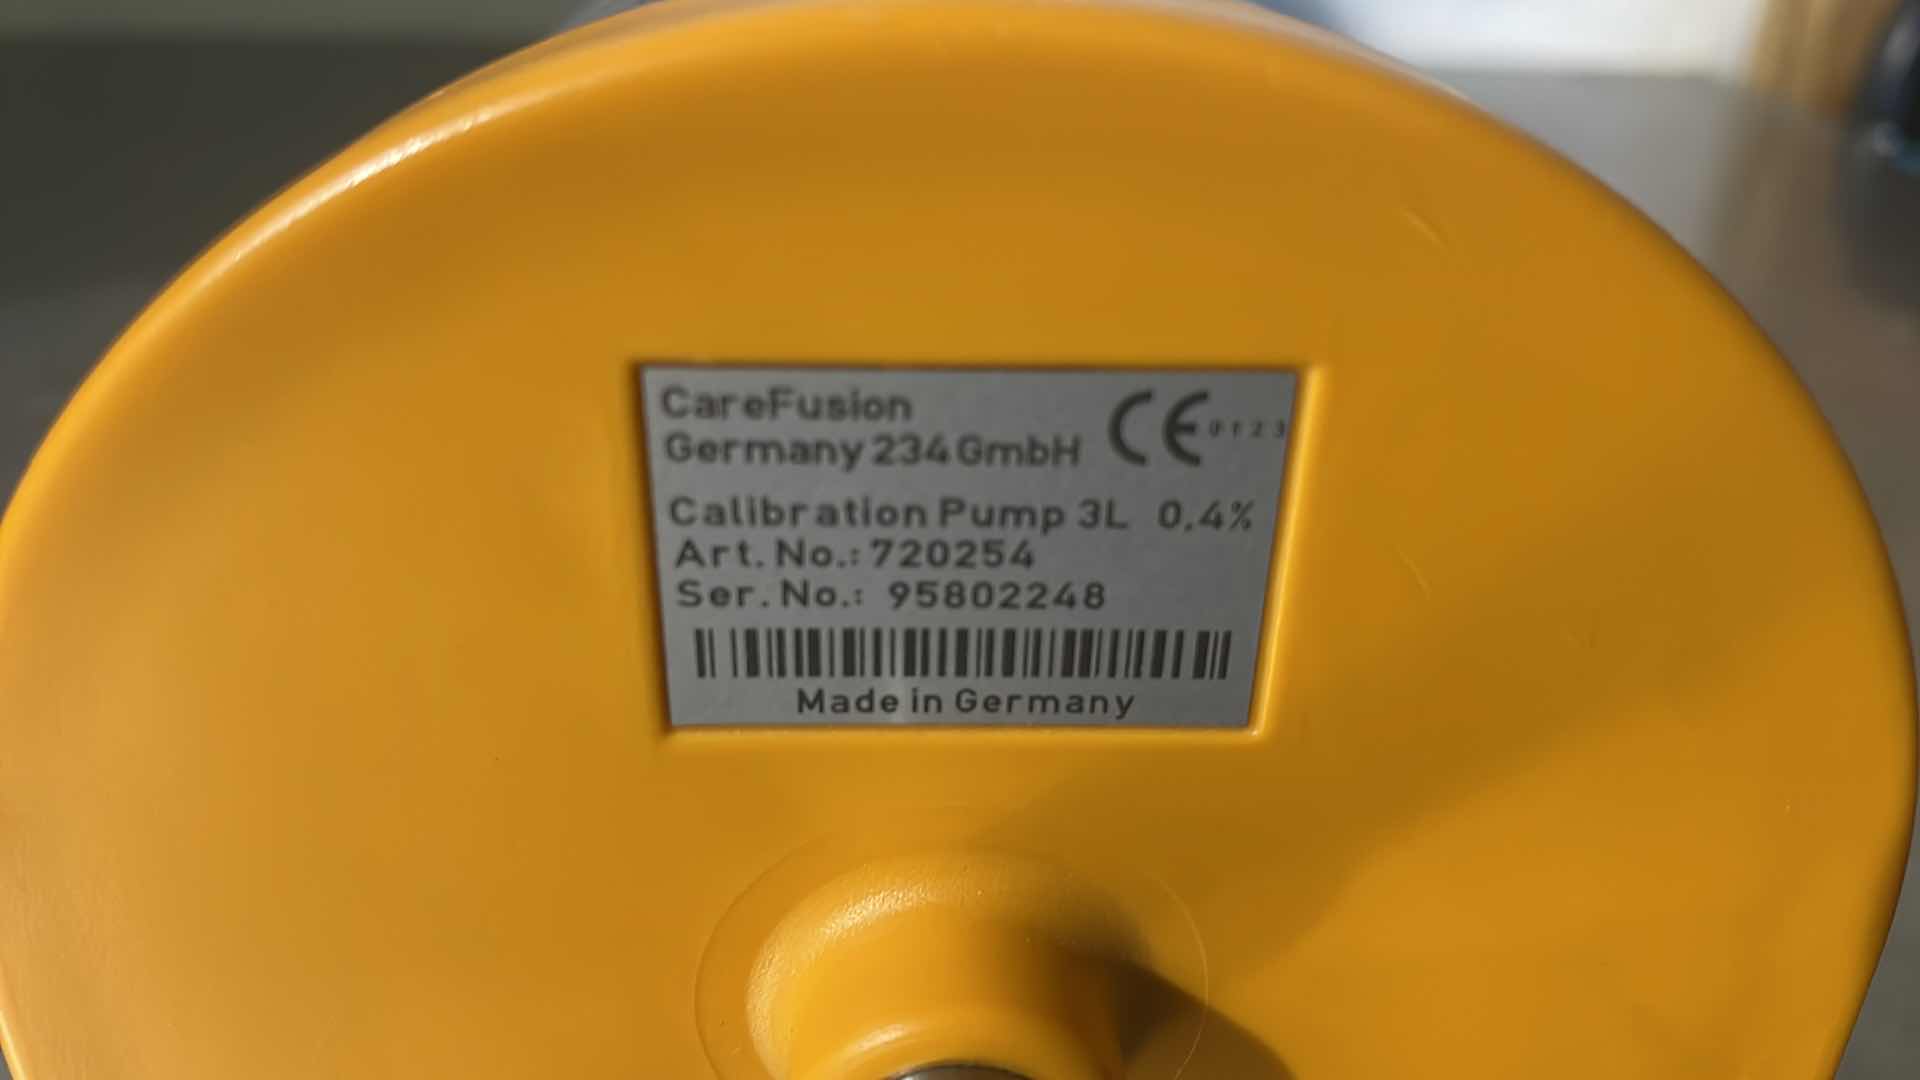 CareFusion
Germany 234 GmbH
CE 0123
Calibration Pump 3L 0,4%
Art. No.: 720254
Ser. No.: 95802248
Made in Germany